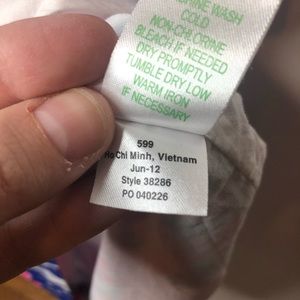 WASH
COLD
NON-CHLORINE
BLEACH IF NEEDED
DRY PROMPTLY
TUMBLE DRY LOW
WARM IRON
IF NECESSARY
599
Ho Chi Minh, Vietnam
Jun-12
Style 38286
PO 040226